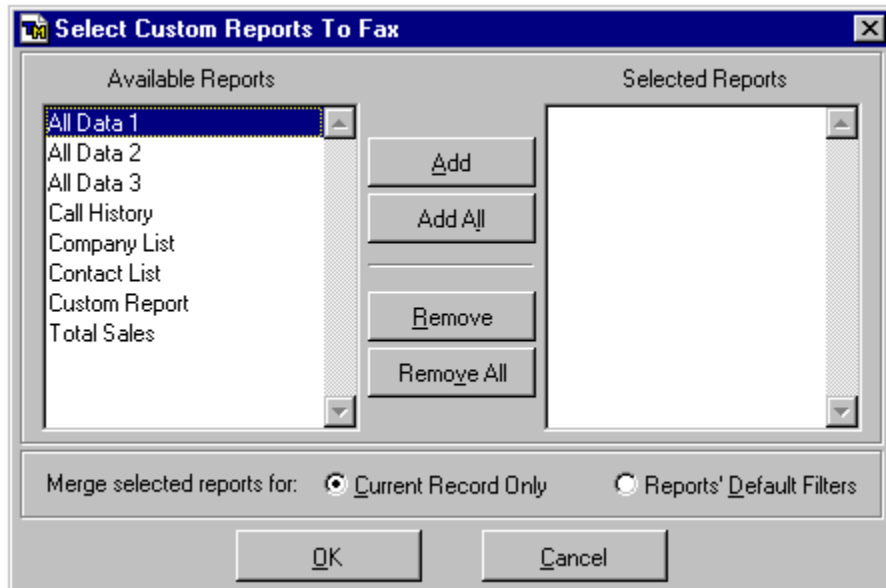 Select Custom Reports To Fax
Available Reports
Selected Reports
All Data 1
All Data 2
All Data 3
Call History
Company List
Contact List
Custom Report
Total Sales
Add
Add All
Remove
Remove All
Merge selected reports for: Current Record Only Reports' Default Filters
OK Cancel